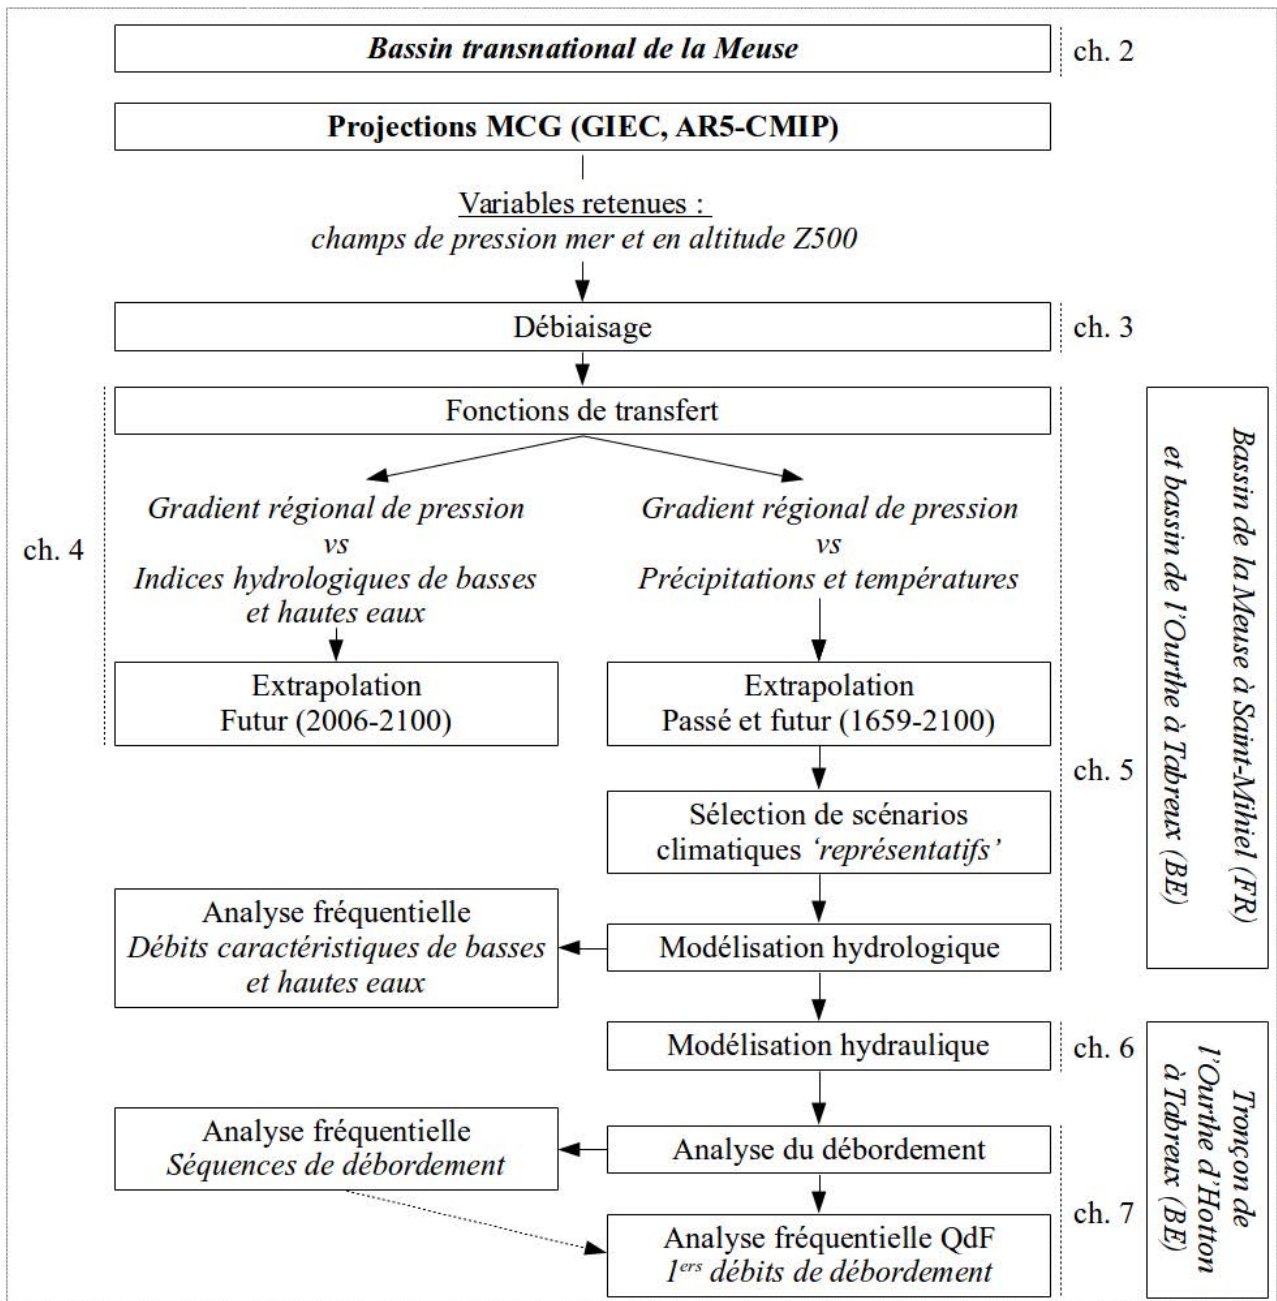 Bassin transnational de la Meuse
ch. 2
Projections MCG (GIEC, AR5-CMIP)
Variables retenues :
champs de pression mer et en altitude Z500
Débiaisage
ch. 3
Fonctions de transfert
ch. 4
Gradient régional de pression
vs
Indices hydrologiques de basses
et hautes eaux
Gradient régional de pression
vs
Précipitations et températures
Extrapolation
Futur (2006-2100)
Extrapolation
Passé et futur (1659-2100)
ch. 5
Bassin de la Meuse à Saint-Mihiel (FR)
et bassin de l'Ourthe à Tabreux (BE)
Sélection de scénarios
climatiques ‘représentatifs’
Analyse fréquentielle
Débits caractéristiques de basses
et hautes eaux
Modélisation hydrologique
Modélisation hydraulique
ch. 6
Tronçon de
l'Ourthe d'Hotton
à Tabreux (BE)
Analyse fréquentielle
Séquences de débordement
Analyse du débordement
ch. 7
Analyse fréquentielle QdF
1ers débits de débordement